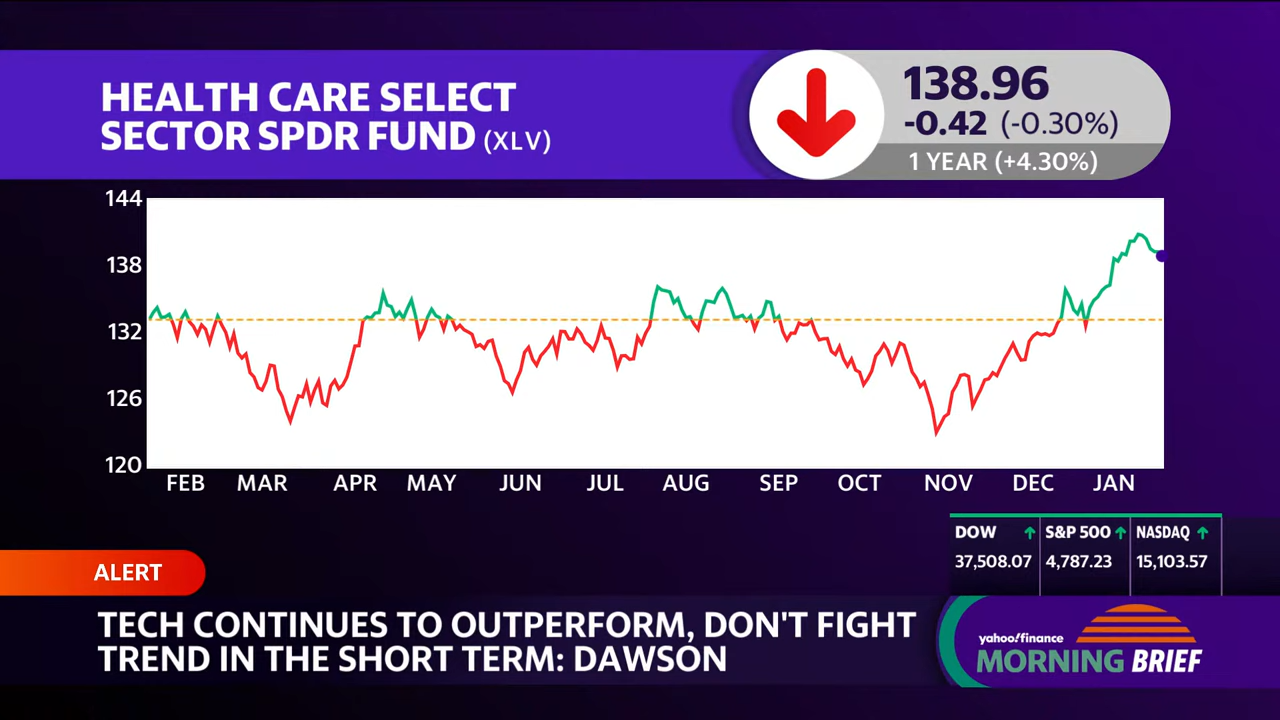 HEALTH CARE SELECT
SECTOR SPDR FUND (XLV)
138.96
-0.42 (-0.30%)
1 YEAR (+4.30%)
144
138
132
126
120
FEB MAR APR MAY JUN JUL AUG SEP OCT NOV DEC JAN
DOW S&P 500 NASDAQ
37,508.07 4,787.23 15,103.57
ALERT
TECH CONTINUES TO OUTPERFORM, DON'T FIGHT
TREND IN THE SHORT TERM: DAWSON
yahoo!finance
MORNING BRIEF